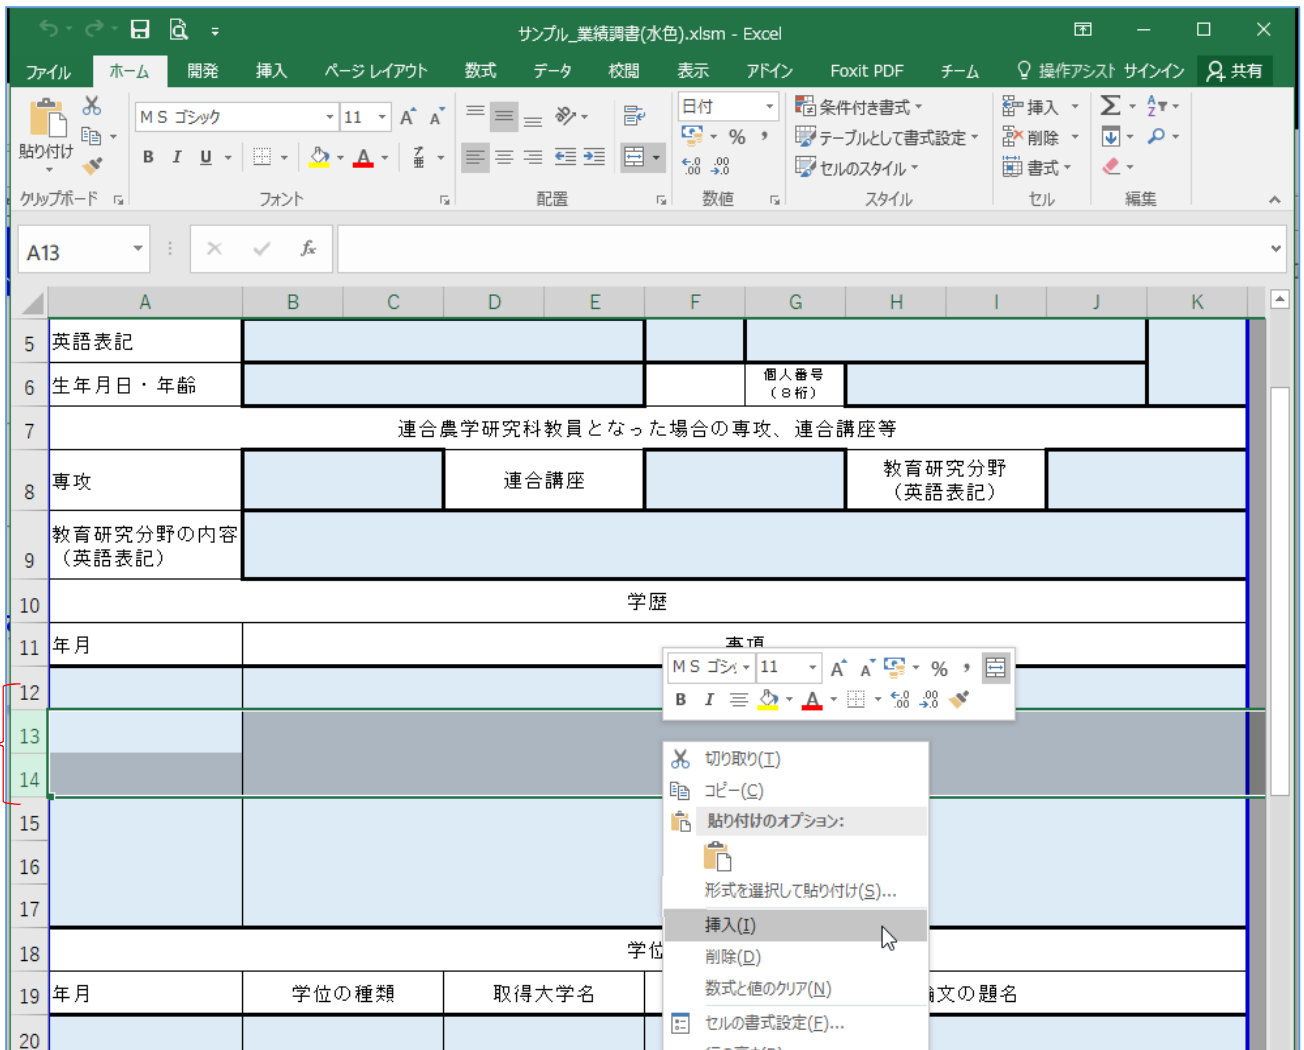 サンプル_業績調書(水色).xlsm - Excel
ファイル ホーム 開発 挿入 ページ レイアウト 数式 データ 校閲 表示 アドイン Foxit PDF チーム 操作アシスト サインイン 共有
貼り付け
クリップボード
ＭＳ ゴシック 11
B I U
フォント
配置
日付
% ,
数値
条件付き書式
テーブルとして書式設定
セルのスタイル
スタイル
挿入
削除
書式
セル
編集
A13 fx
A B C D E F G H I J K
5 英語表記
6 生年月日・年齢 個人番号
（８桁）
7 連合農学研究科教員となった場合の専攻、連合講座等
8 専攻 連合講座 教育研究分野
（英語表記）
9 教育研究分野の内容
（英語表記）
10 学歴
11 年月 事項
ＭＳ ゴシ 11 A A % ,
B I A
12
13
14
15
16
17
切り取り(T)
コピー(C)
貼り付けのオプション:
形式を選択して貼り付け(S)...
挿入(I)
削除(D)
数式と値のクリア(N)
セルの書式設定(F)...
18 学位
19 年月 学位の種類 取得大学名 論文の題名
20